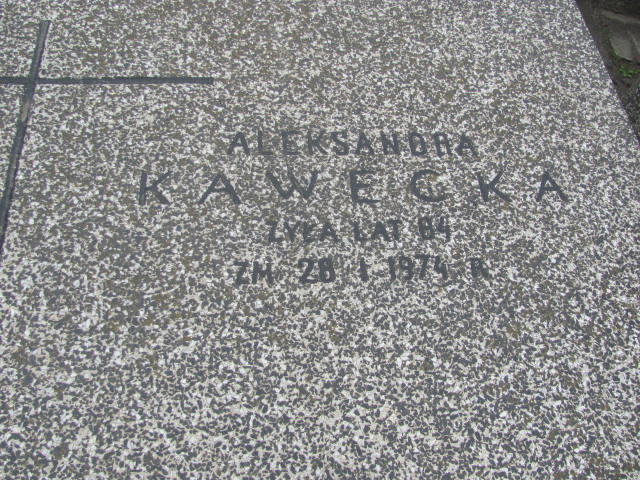 ALEKSANDRA
KAWECKA
ŻYŁA LAT 84
ZM. 28 I 1974 R.